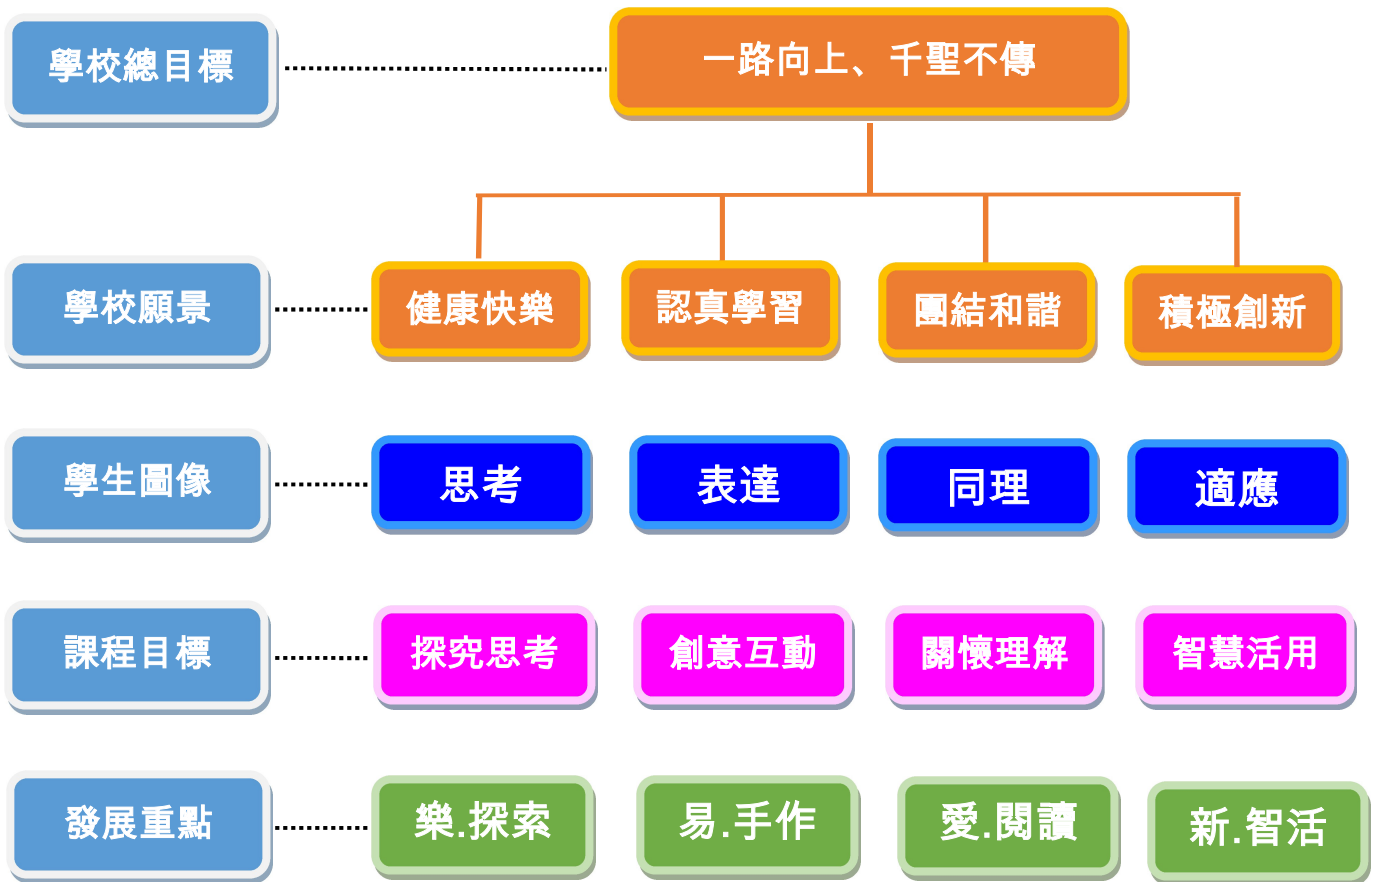 學校總目標
一路向上、千聖不傳
學校願景
健康快樂
認真學習
團結和諧
積極創新
學生圖像
思考
表達
同理
適應
課程目標
探究思考
創意互動
關懷理解
智慧活用
發展重點
樂.探索
易.手作
愛.閱讀
新.智活